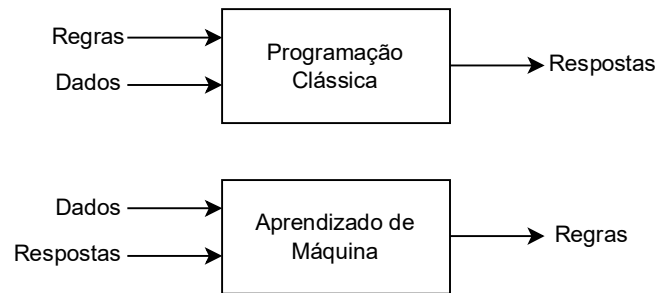 Regras
Dados
Programação
Clássica
Respostas
Dados
Respostas
Aprendizado de
Máquina
Regras